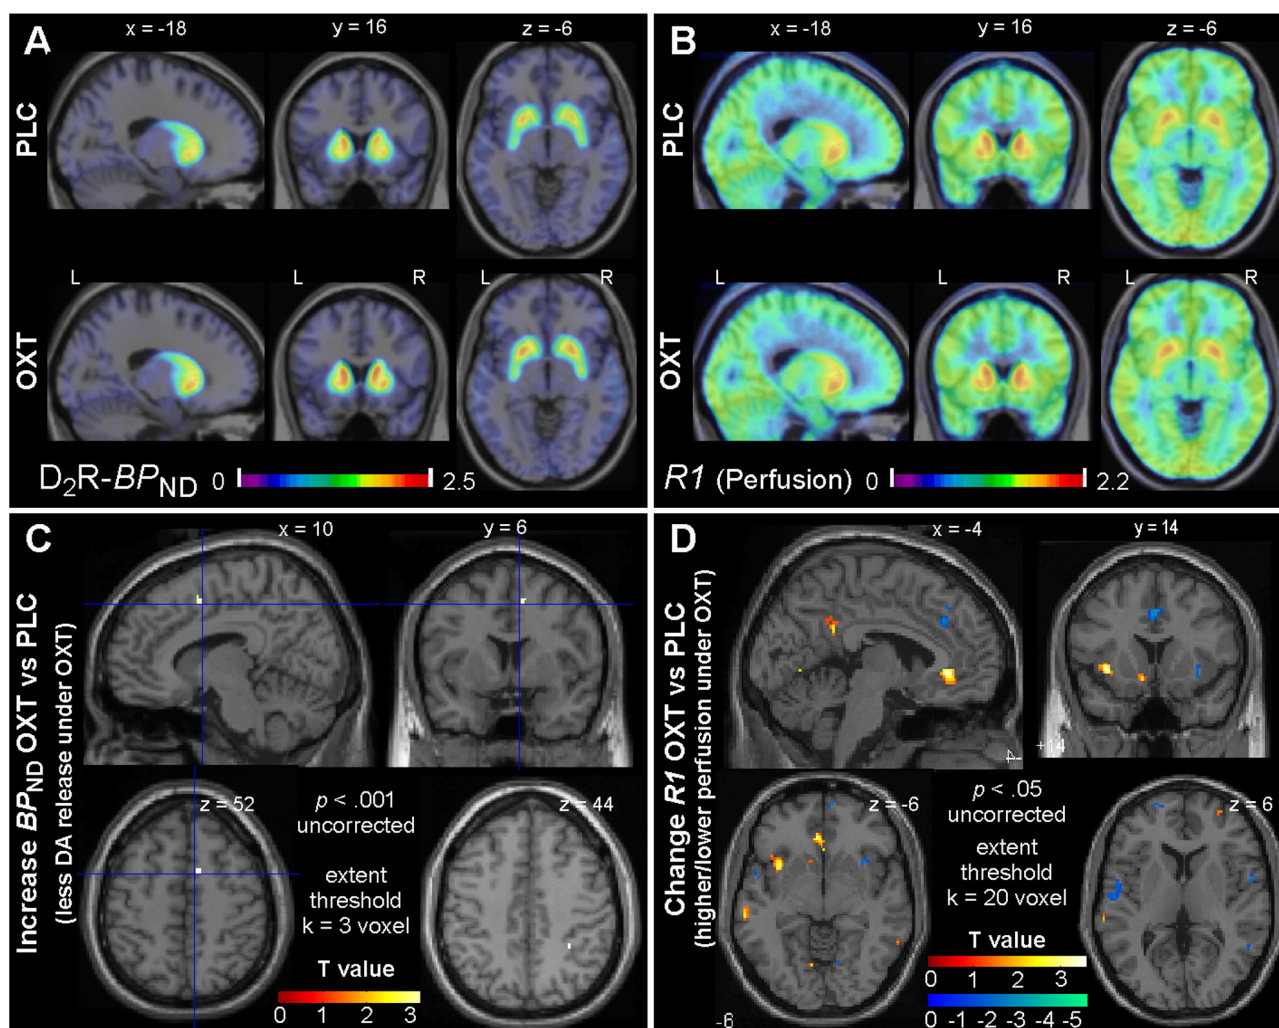 A
x = -18
y = 16
z = -6
PLC
L
L
R
L
R
OXT
D₂R-BP_ND
0
2.5
B
x = -18
y = 16
z = -6
PLC
L
L
R
L
R
OXT
R1 (Perfusion)
0
2.2
C
x = 10
y = 6
Increase BP_ND OXT vs PLC
(less DA release under OXT)
z = 52
z = 44
p < .001
uncorrected
extent
threshold
k = 3 voxel
T value
0 1 2 3
D
x = -4
y = 14
Change R1 OXT vs PLC
(higher/lower perfusion under OXT)
-4
+14
z = -6
z = 6
p < .05
uncorrected
extent
threshold
k = 20 voxel
T value
0 1 2 3
0 -1 -2 -3 -4 -5
-6